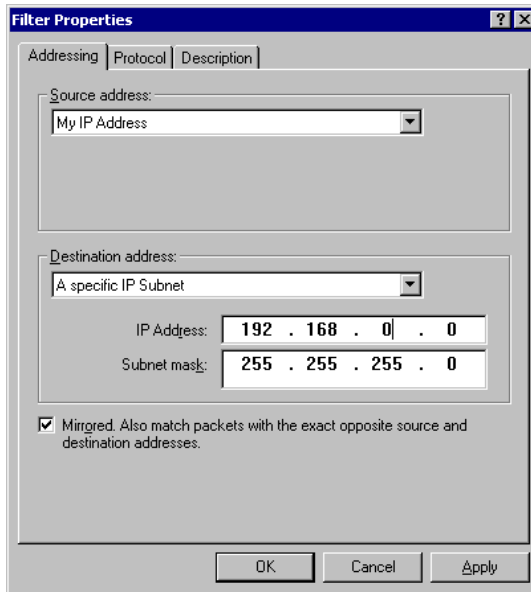 Filter Properties
Addressing Protocol Description
Source address:
My IP Address
Destination address:
A specific IP Subnet
IP Address: 192 . 168 . 0 . 0
Subnet mask: 255 . 255 . 255 . 0
Mirrored. Also match packets with the exact opposite source and
destination addresses.
OK Cancel Apply